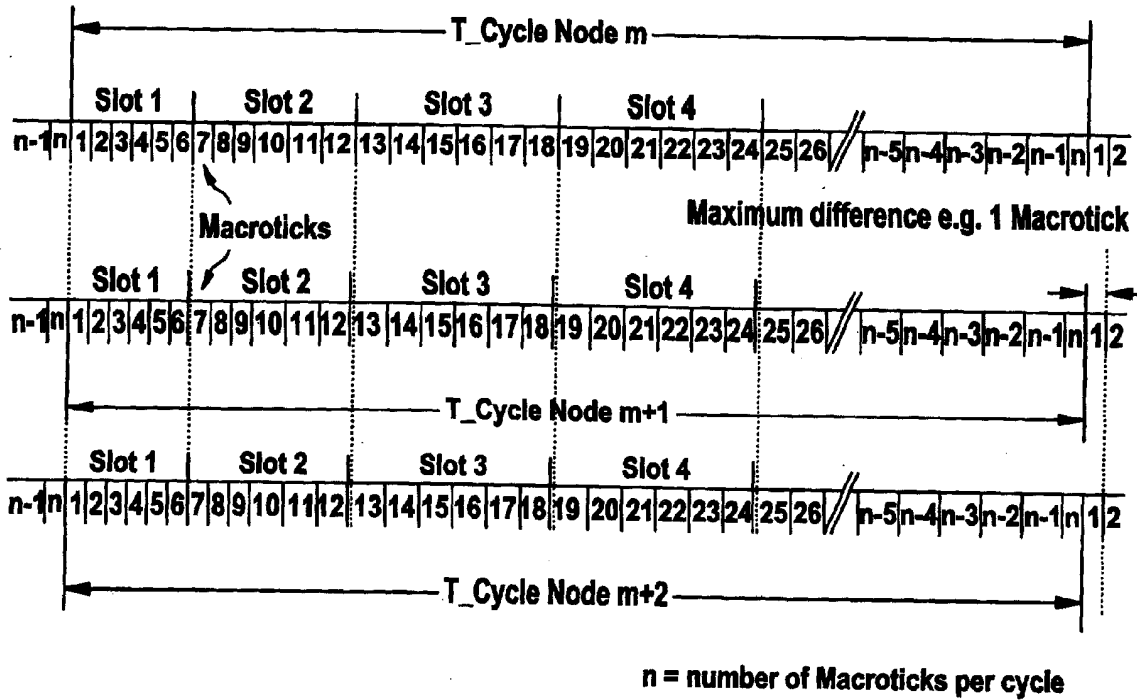 T_Cycle Node m
Slot 1 Slot 2 Slot 3 Slot 4
n-1 n 1 2 3 4 5 6 7 8 9 10 11 12 13 14 15 16 17 18 19 20 21 22 23 24 25 26 // n-5 n-4 n-3 n-2 n-1 n 1 2
Macroticks
Maximum difference e.g. 1 Macrotick
Slot 1 Slot 2 Slot 3 Slot 4
n-1 n 1 2 3 4 5 6 7 8 9 10 11 12 13 14 15 16 17 18 19 20 21 22 23 24 25 26 // n-5 n-4 n-3 n-2 n-1 n 1 2
T_Cycle Node m+1
Slot 1 Slot 2 Slot 3 Slot 4
n-1 n 1 2 3 4 5 6 7 8 9 10 11 12 13 14 15 16 17 18 19 20 21 22 23 24 25 26 // n-5 n-4 n-3 n-2 n-1 n 1 2
T_Cycle Node m+2
n = number of Macroticks per cycle